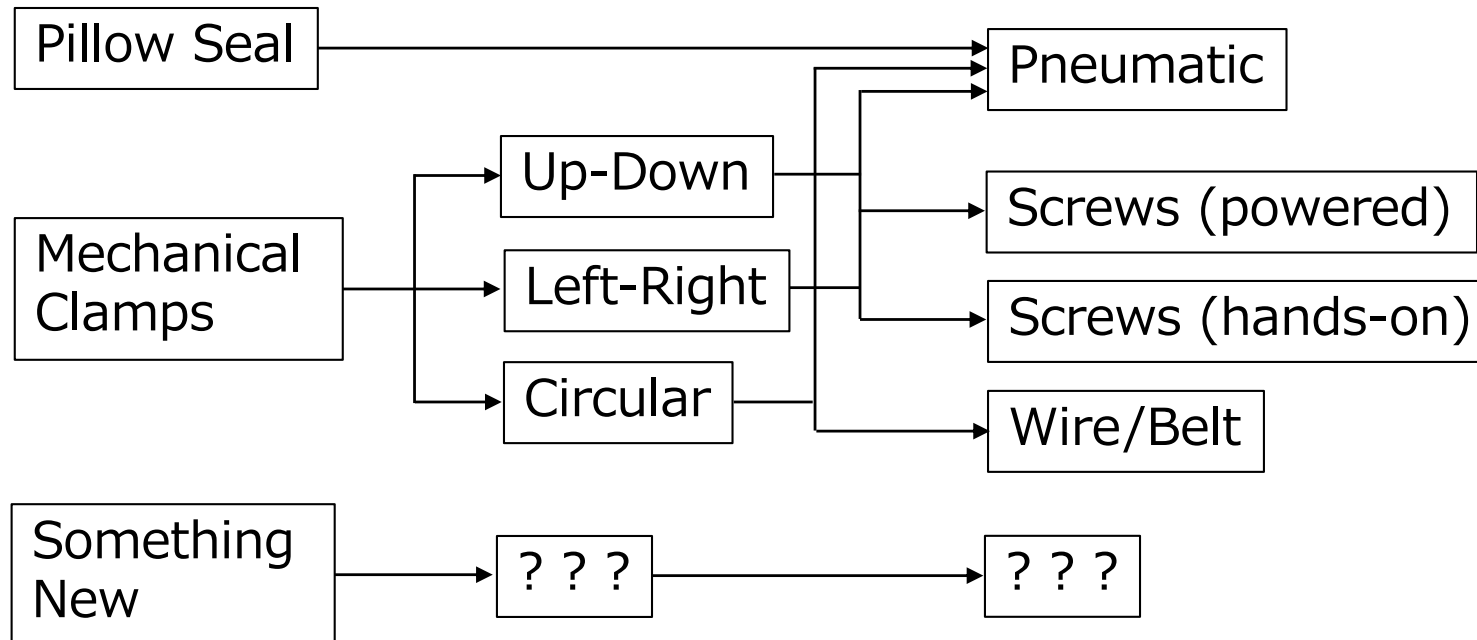 Pillow Seal
Pneumatic
Up-Down
Screws (powered)
Mechanical
Clamps
Left-Right
Screws (hands-on)
Circular
Wire/Belt
Something
New
? ? ?
? ? ?